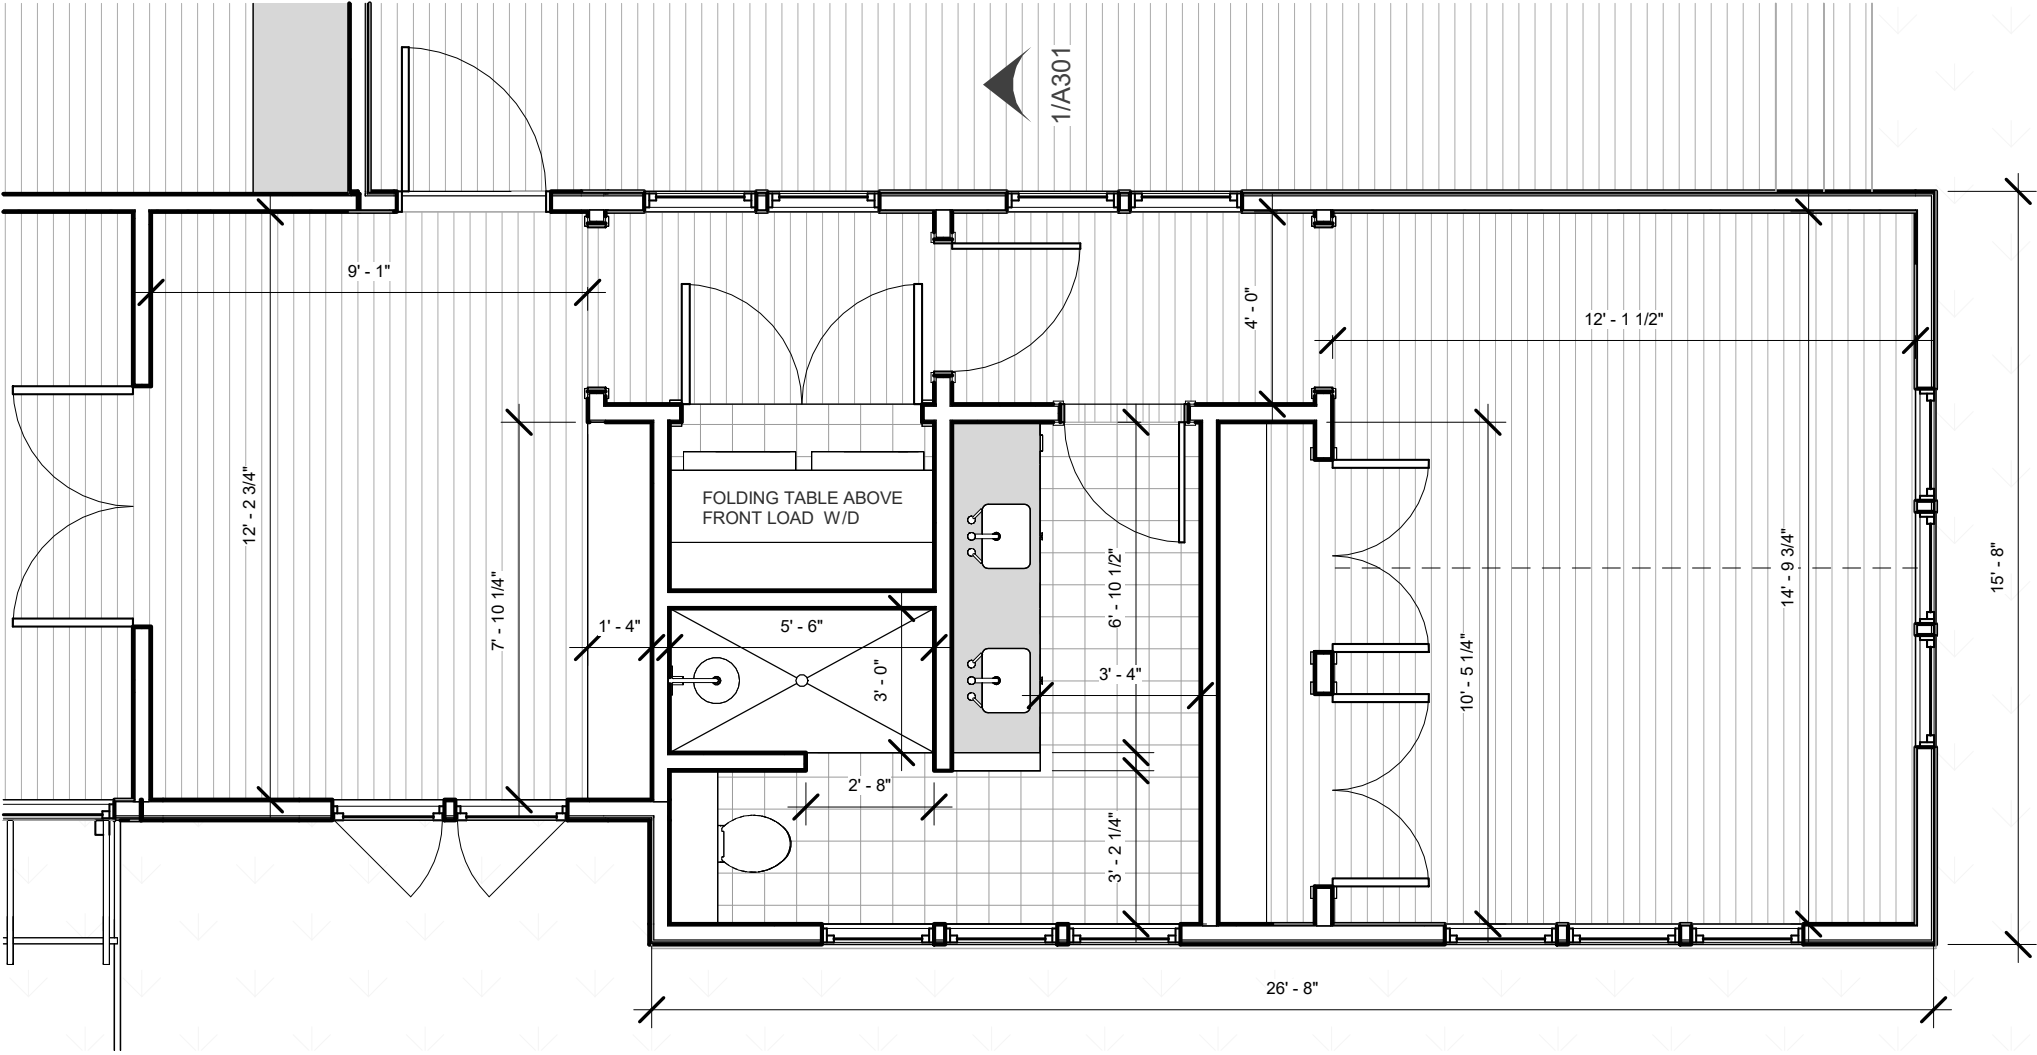 1/A301
9' - 1"
4' - 0"
12' - 1 1/2"
12' - 2 3/4"
FOLDING TABLE ABOVE
FRONT LOAD W/D
7' - 10 1/4"
6' - 10 1/2"
14' - 9 3/4"
15' - 8"
1' - 4"
5' - 6"
3' - 0"
3' - 4"
10' - 5 1/4"
2' - 8"
3' - 2 1/4"
26' - 8"